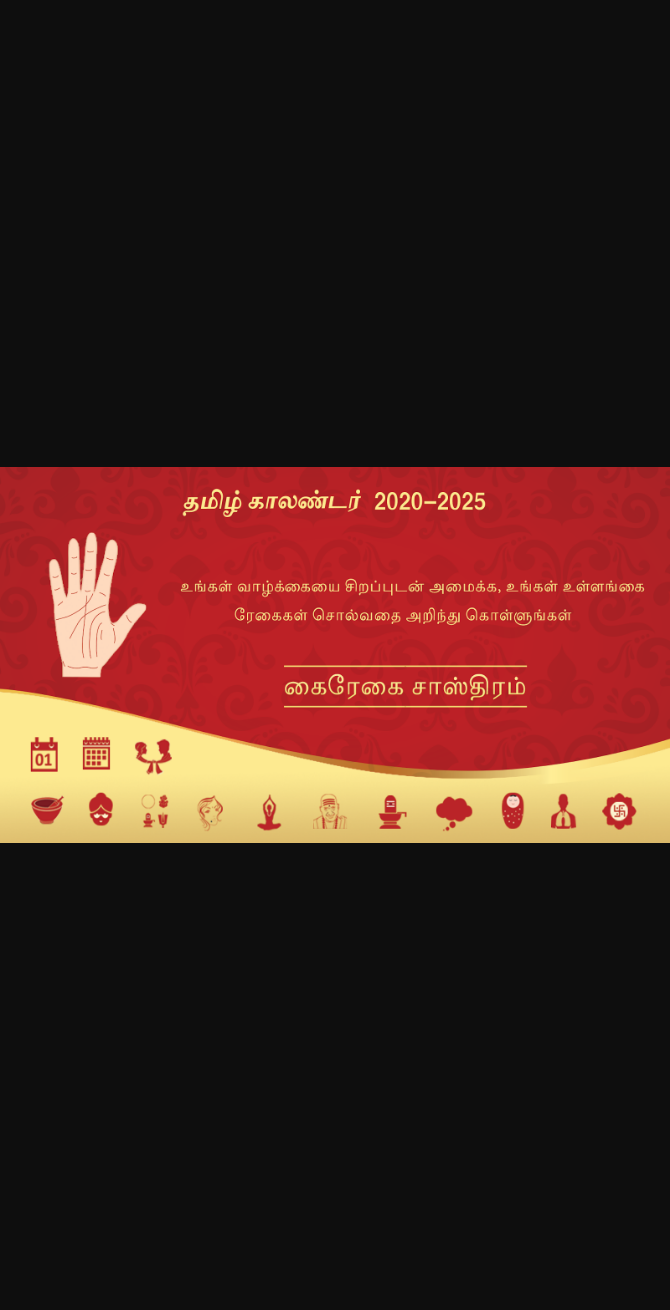 தமிழ் காலண்டர் 2020–2025
உங்கள் வாழ்க்கையை சிறப்புடன் அமைக்க, உங்கள் உள்ளங்கை
ரேகைகள் சொல்வதை அறிந்து கொள்ளுங்கள்
கைரேகை சாஸ்திரம்
01